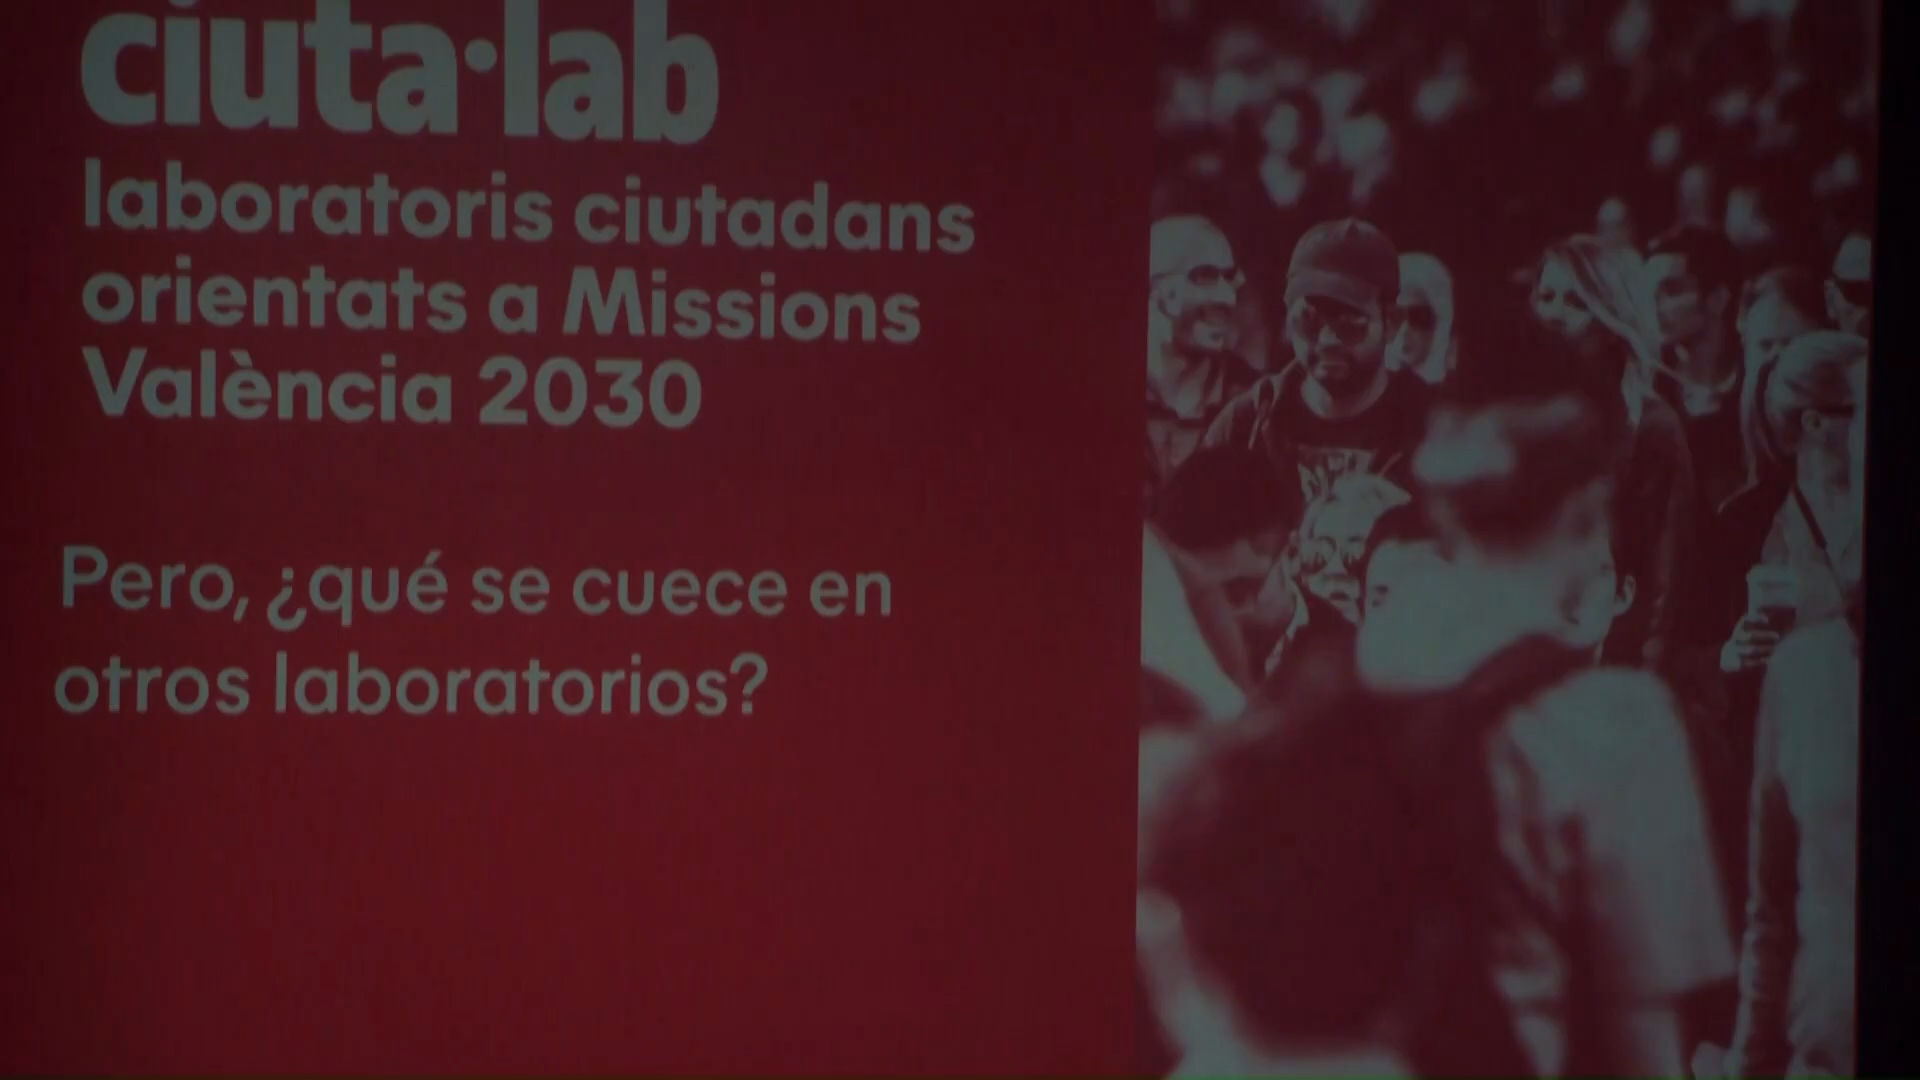 ciuta·lab
laboratoris ciutadans
orientats a Missions
València 2030
Pero, ¿qué se cuece en
otros laboratorios?